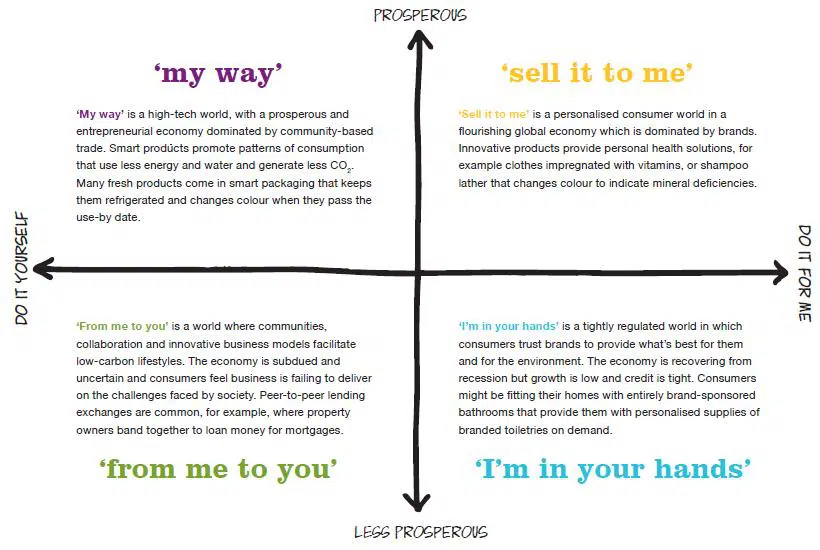 PROSPEROUS
‘my way’
‘My way’ is a high-tech world, with a prosperous and
entrepreneurial economy dominated by community-based
trade. Smart prodúcts promote patterns of consumption
that use less energy and water and generate less CO₂.
Many fresh products come in smart packaging that keeps
them refrigerated and changes colour when they pass the
use-by date.
‘sell it to me’
‘Sell it to me’ is a personalised consumer world in a
flourishing global economy which is dominated by brands.
Innovative products provide personal health solutions, for
example clothes impregnated with vitamins, or shampoo
lather that changes colour to indicate mineral deficiencies.
DO IT YOURSELF
DO IT FOR ME
‘From me to you’ is a world where communities,
collaboration and innovative business models facilitate
low-carbon lifestyles. The economy is subdued and
uncertain and consumers feel business is failing to deliver
on the challenges faced by society. Peer-to-peer lending
exchanges are common, for example, where property
owners band together to loan money for mortgages.
‘from me to you’
‘I’m in your hands’ is a tightly regulated world in which
consumers trust brands to provide what’s best for them
and for the environment. The economy is recovering from
recession but growth is low and credit is tight. Consumers
might be fitting their homes with entirely brand-sponsored
bathrooms that provide them with personalised supplies of
branded toiletries on demand.
‘I’m in your hands’
LESS PROSPEROUS